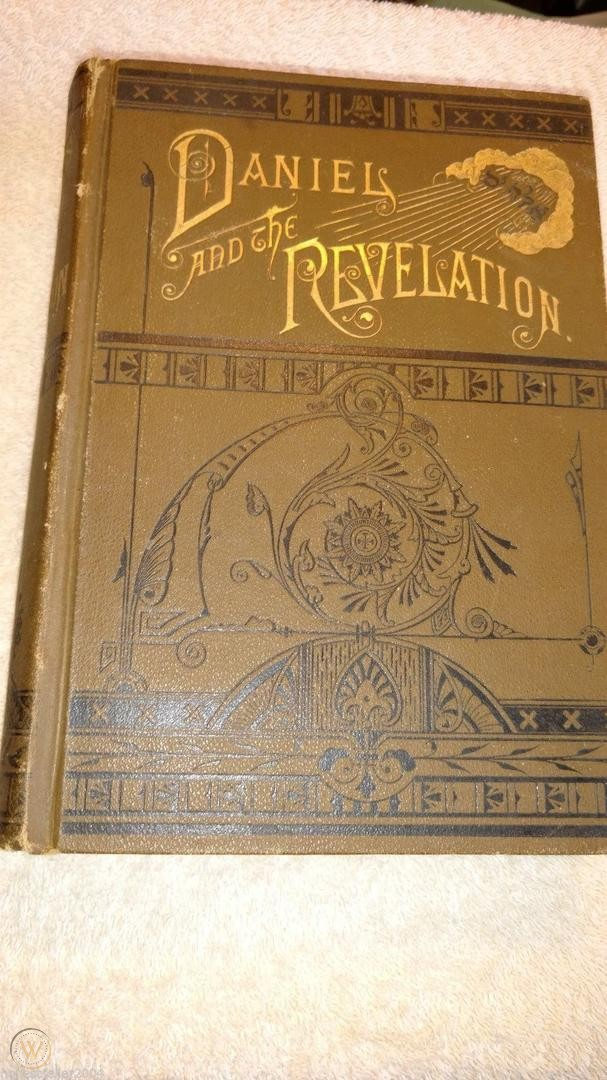 DANIEL
AND THE
REVELATION.
W